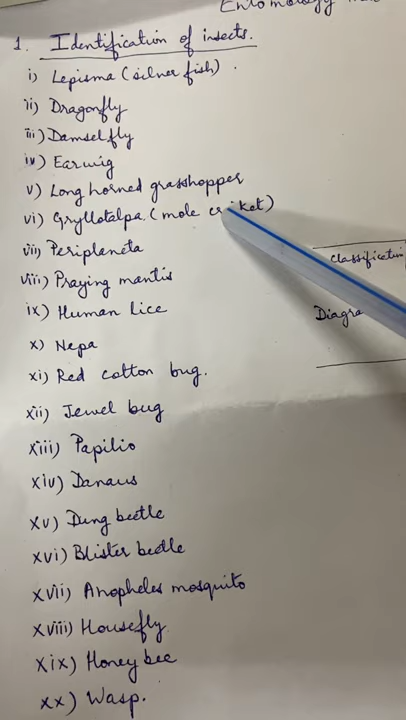 Entomology
1. Identification of insects.
i) Lepisma (silver fish).
ii) Dragonfly
iii) Damselfly
iv) Earwig
v) Long horned grasshopper
vi) Gryllotalpa. (mole cricket)
vii) Periplaneta
Classification
viii) Praying mantis
ix) Human lice
Diagra
x) Nepa
xi) Red cotton bug.
xii) Jewel bug
xiii) Papilio
xiv) Danaus
xv) Dung beetle
xvi) Blister beetle
xvii) Anopheles mosquito
xviii) Housefly
xix) Honey bee
xx) Wasp.